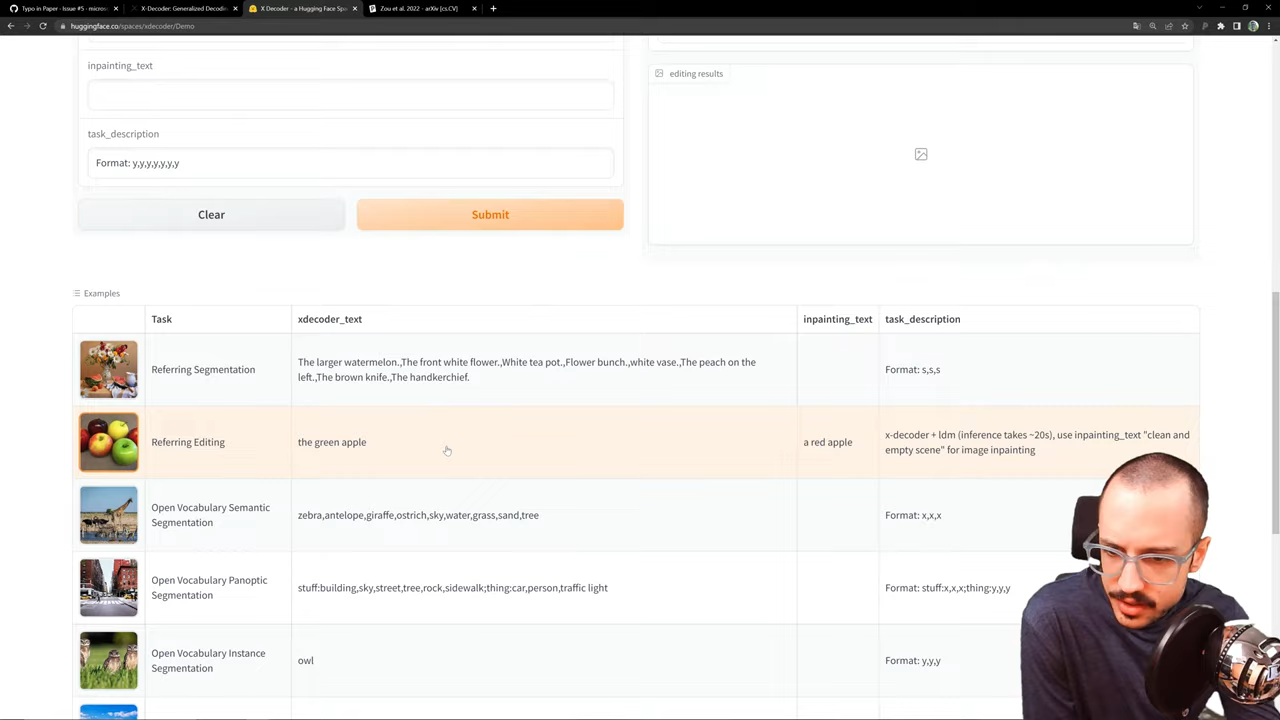 Typo in Paper · Issue #5 · micros
X-Decoder: Generalized Decodin
X Decoder - a Hugging Face Spa
Zou et al. 2022 - arXiv [cs.CV]
huggingface.co/spaces/xdecoder/Demo
inpainting_text
editing results
task_description
Format: y,y,y,y,y,y,y
Clear
Submit
Examples
Task
xdecoder_text
inpainting_text
task_description
Referring Segmentation
The larger watermelon.,The front white flower.,White tea pot.,Flower bunch.,white vase.,The peach on the
left.,The brown knife.,The handkerchief.
Format: s,s,s
Referring Editing
the green apple
a red apple
x-decoder + ldm (inference takes ~20s), use inpainting_text "clean and
empty scene" for image inpainting
Open Vocabulary Semantic
Segmentation
zebra,antelope,giraffe,ostrich,sky,water,grass,sand,tree
Format: x,x,x
Open Vocabulary Panoptic
Segmentation
stuff:building,sky,street,tree,rock,sidewalk;thing:car,person,traffic light
Format: stuff:x,x,x;thing:y,y,y
Open Vocabulary Instance
Segmentation
owl
Format: y,y,y